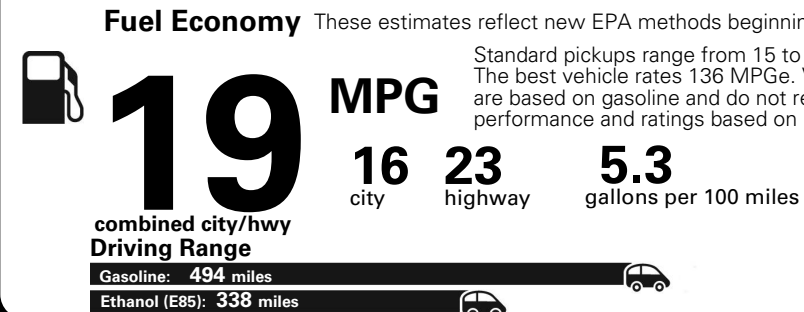 Fuel Economy These estimates reflect new EPA methods
Standard pickups range from 15 to
The best vehicle rates 136 MPGe.
are based on gasoline and do not
performance and ratings based on
19 MPG
16 23 5.3
city highway gallons per 100 miles
combined city/hwy
Driving Range
Gasoline: 494 miles
Ethanol (E85): 338 miles